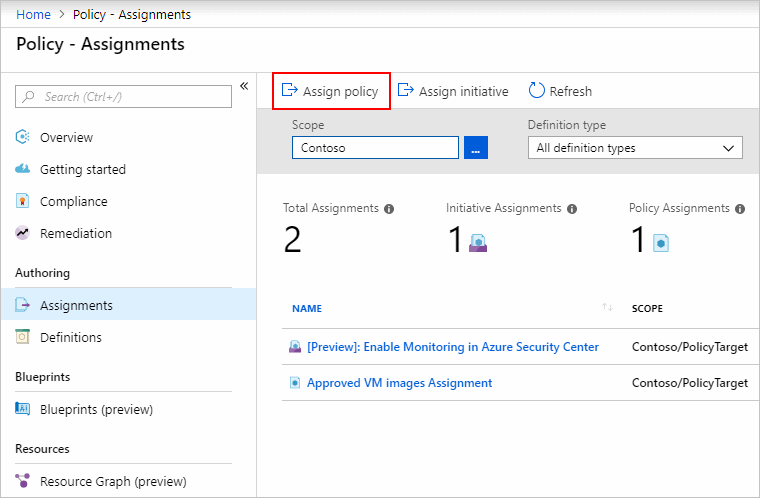 Home > Policy - Assignments
Policy - Assignments
Search (Ctrl+/)
«
Overview
Getting started
Compliance
Remediation
Authoring
Assignments
Definitions
Blueprints
Blueprints (preview)
Resources
Resource Graph (preview)
Assign policy Assign initiative Refresh
Scope Definition type
Contoso ... All definition types
Total Assignments Initiative Assignments Policy Assignments
2 1 1
NAME SCOPE
[Preview]: Enable Monitoring in Azure Security Center Contoso/PolicyTarget
Approved VM images Assignment Contoso/PolicyTarget